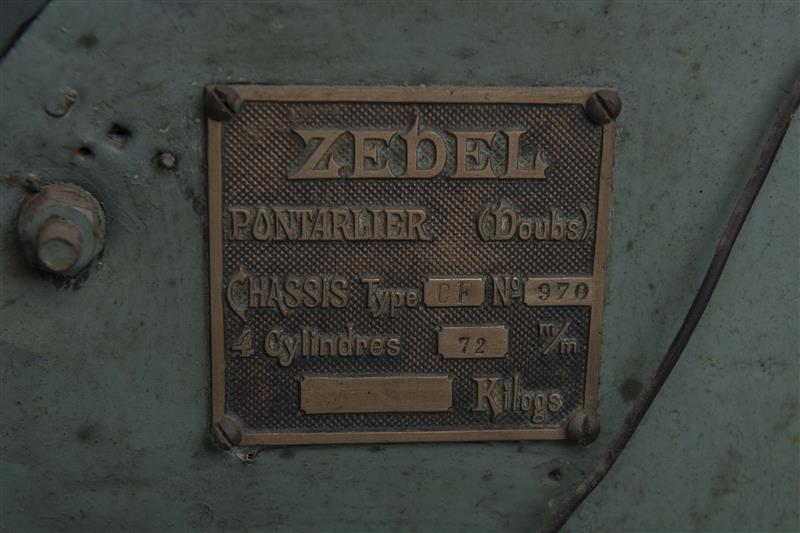 ZEDEL
PONTARLIER (Doubs)
CHASSIS Type CF Nº 970
4 Cylindres 72 m/m
Kilogs